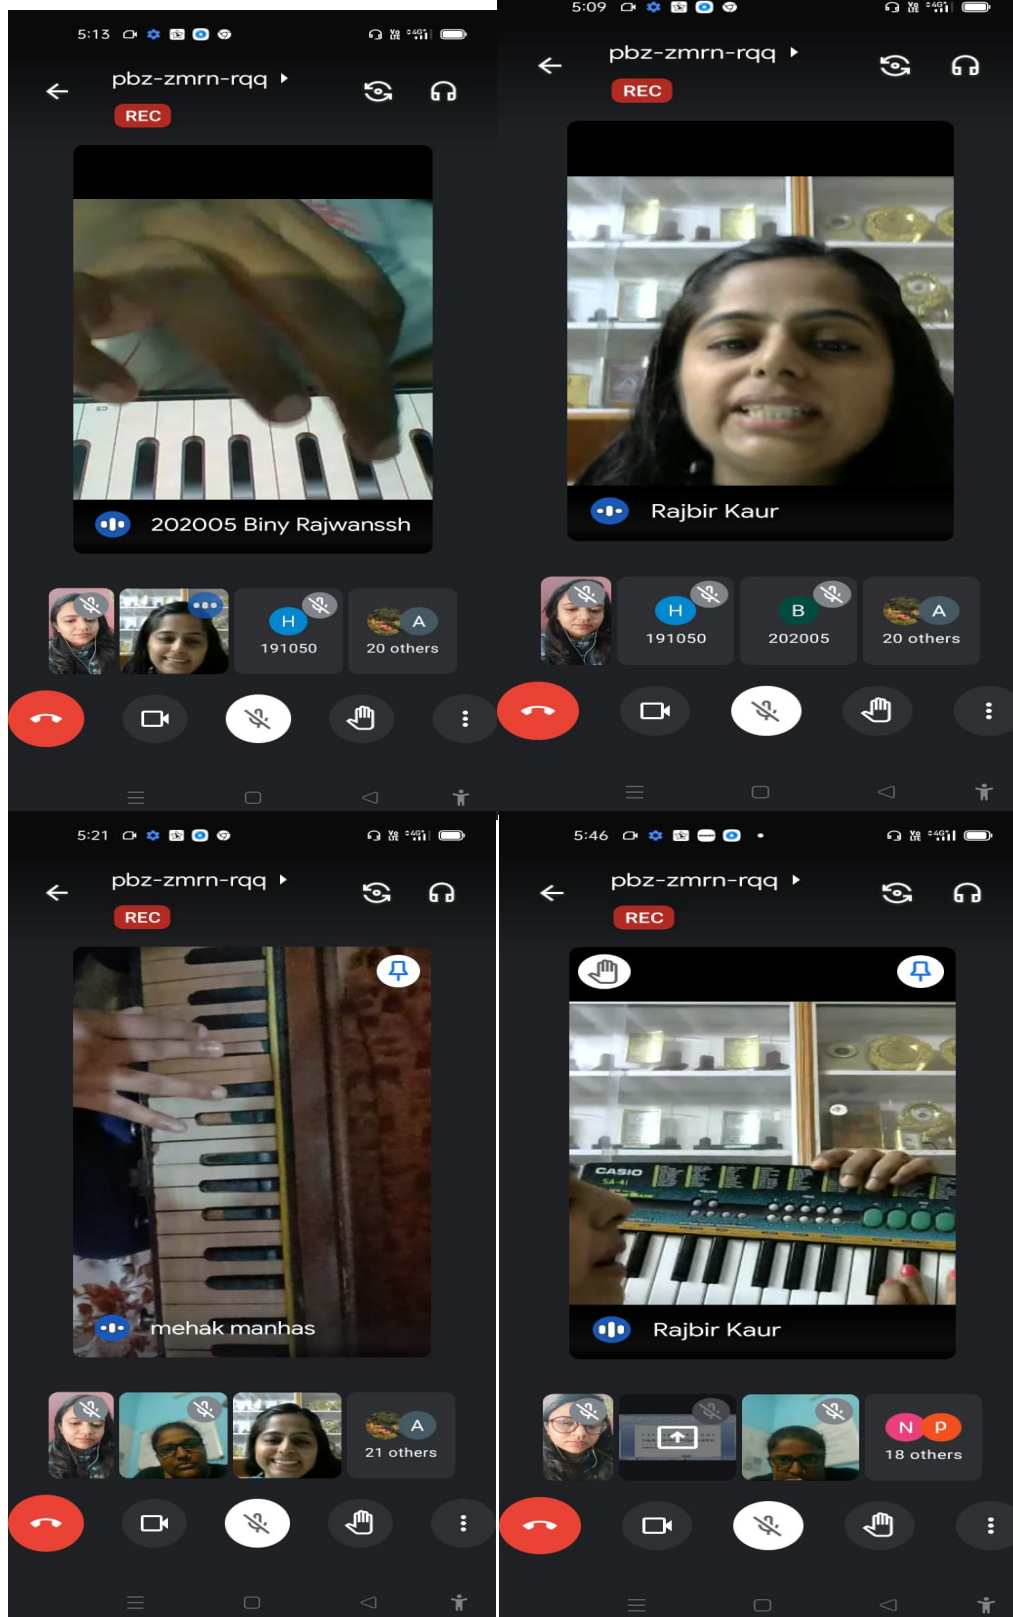 5:13
pbz-zmrn-rqq
REC
202005 Biny Rajwanssh
H
191050
A
20 others
5:09
pbz-zmrn-rqq
REC
Rajbir Kaur
H
191050
B
202005
A
20 others
5:21
pbz-zmrn-rqq
REC
mehak manhas
A
21 others
5:46
pbz-zmrn-rqq
REC
CASIO
SA-41
Rajbir Kaur
N P
18 others